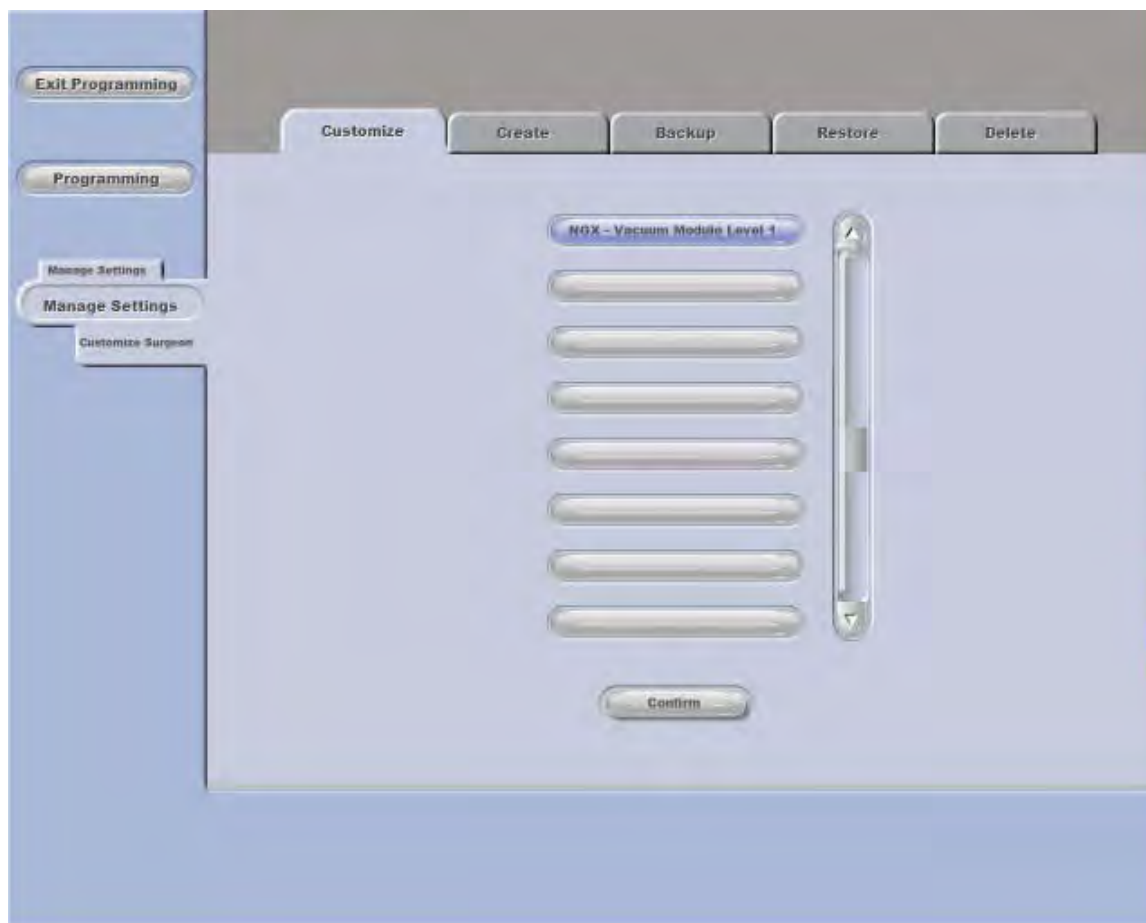 Exit Programming
Customize
Create
Backup
Restore
Delete
Programming
NGX - Vacuum Module Level 1
Manage Settings
Manage Settings
Customize Surgeon
Confirm